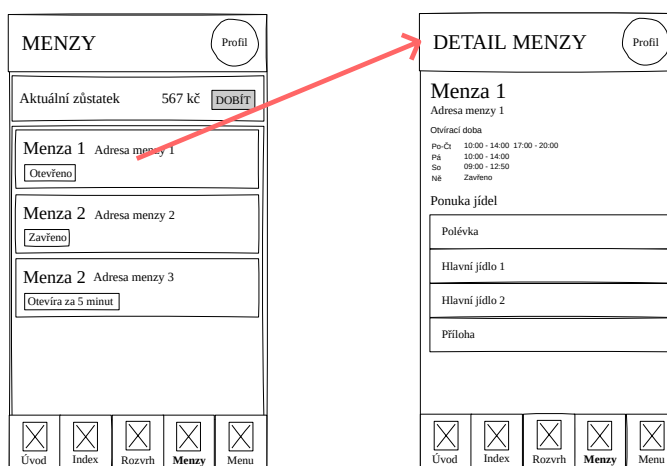 MENZY
Profil
Aktuální zůstatek 567 kč DOBÍT
Menza 1 Adresa menzy 1
Otevřeno
Menza 2 Adresa menzy 2
Zavřeno
Menza 2 Adresa menzy 3
Otevíra za 5 minut
Úvod Index Rozvrh Menzy Menu
DETAIL MENZY
Profil
Menza 1
Adresa menzy 1
Otvírací doba
Po-Čt 10:00 - 14:00 17:00 - 20:00
Pá 10:00 - 14:00
So 09:00 - 12:50
Ně Zavřeno
Ponuka jídel
Polévka
Hlavní jídlo 1
Hlavní jídlo 2
Příloha
Úvod Index Rozvrh Menzy Menu